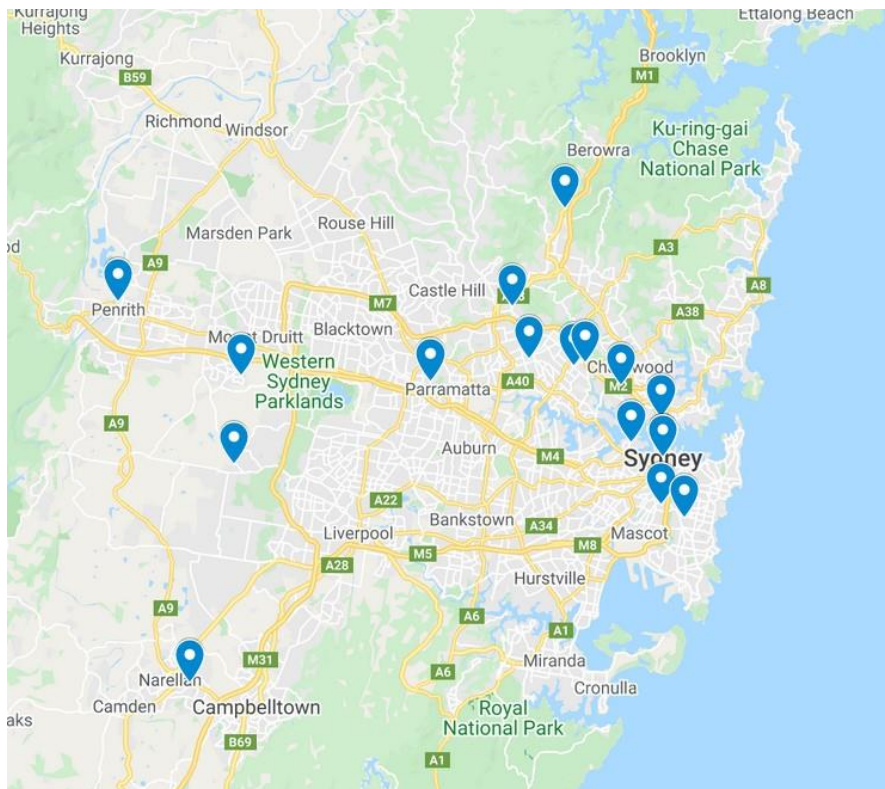 Kurrajong
Heights
Ettalong Beach
Kurrajong
Brooklyn
B59
M1
Richmond
Windsor
Ku-ring-gai
Chase
National Park
Berowra
Rouse Hill
Marsden Park
A3
A9
Castle Hill
A8
Penrith
M7
A38
Blacktown
Mount Druitt
Western
Sydney
Parklands
M2
A40
Parramatta
A9
Auburn
M4
Sydney
A22
Bankstown
A34
Liverpool
Mascot
M5
M8
A28
Hurstville
A9
A6
A1
M31
Miranda
Narellan
A6
Cronulla
Camden
Campbelltown
Royal
National Park
aks
B69
A1